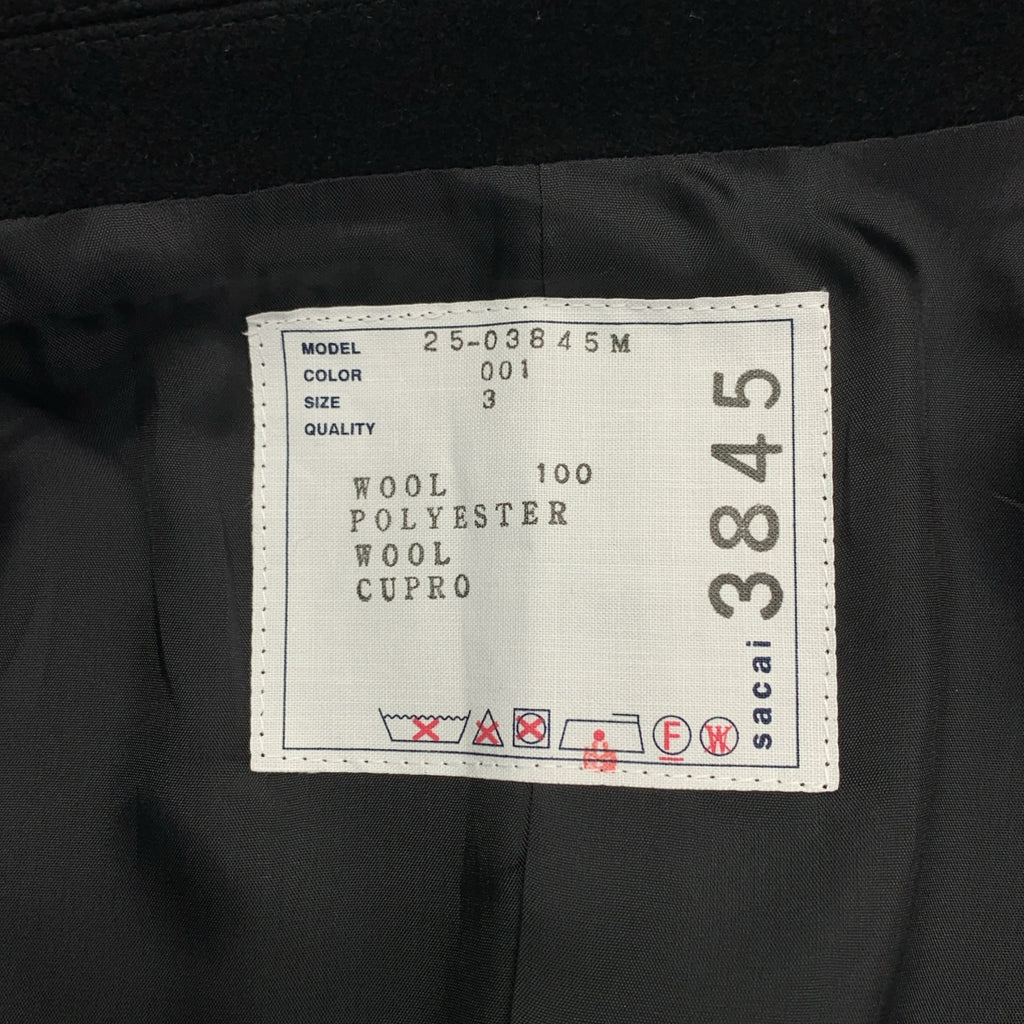 MODEL 25-03845M
COLOR 001
SIZE 3
QUALITY
WOOL 100
POLYESTER
WOOL
CUPRO
F
W
sacai 3845